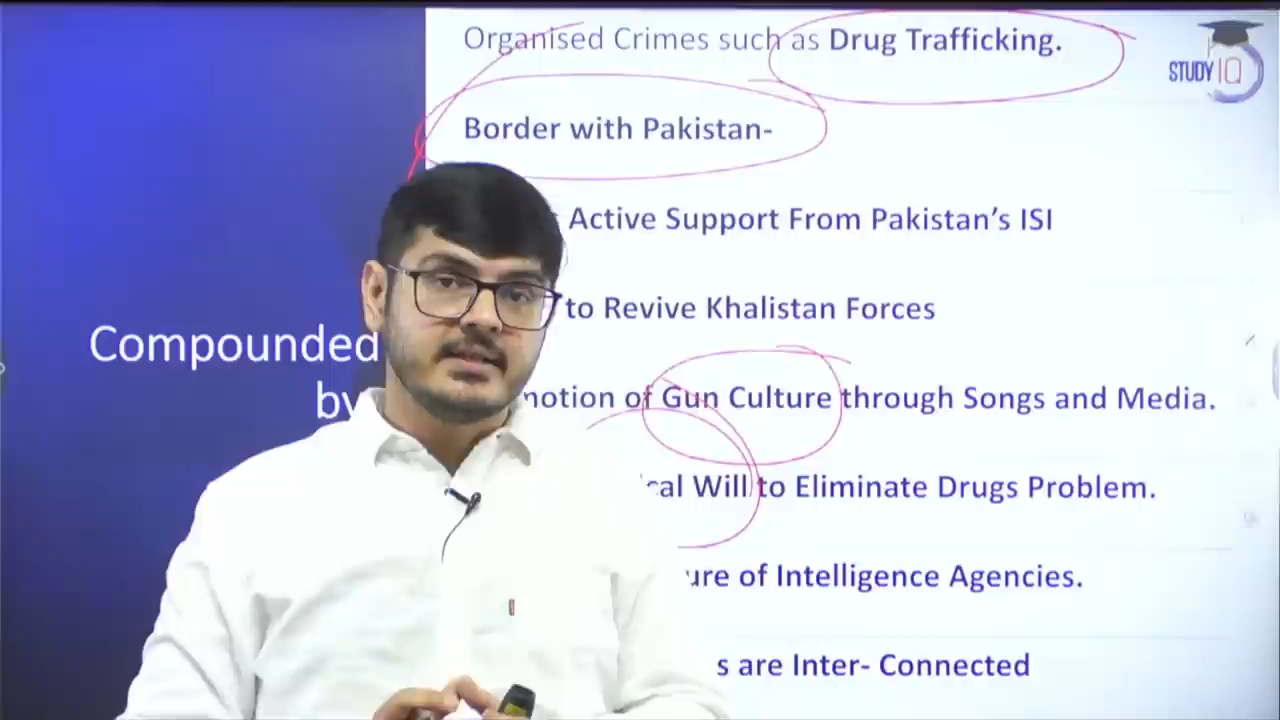 Organised Crimes such as Drug Trafficking.
STUDY IQ
Border with Pakistan-
Active Support From Pakistan’s ISI
to Revive Khalistan Forces
Compounded
by
of Gun Culture through Songs and Media.
Will to Eliminate Drugs Problem.
of Intelligence Agencies.
are Inter- Connected